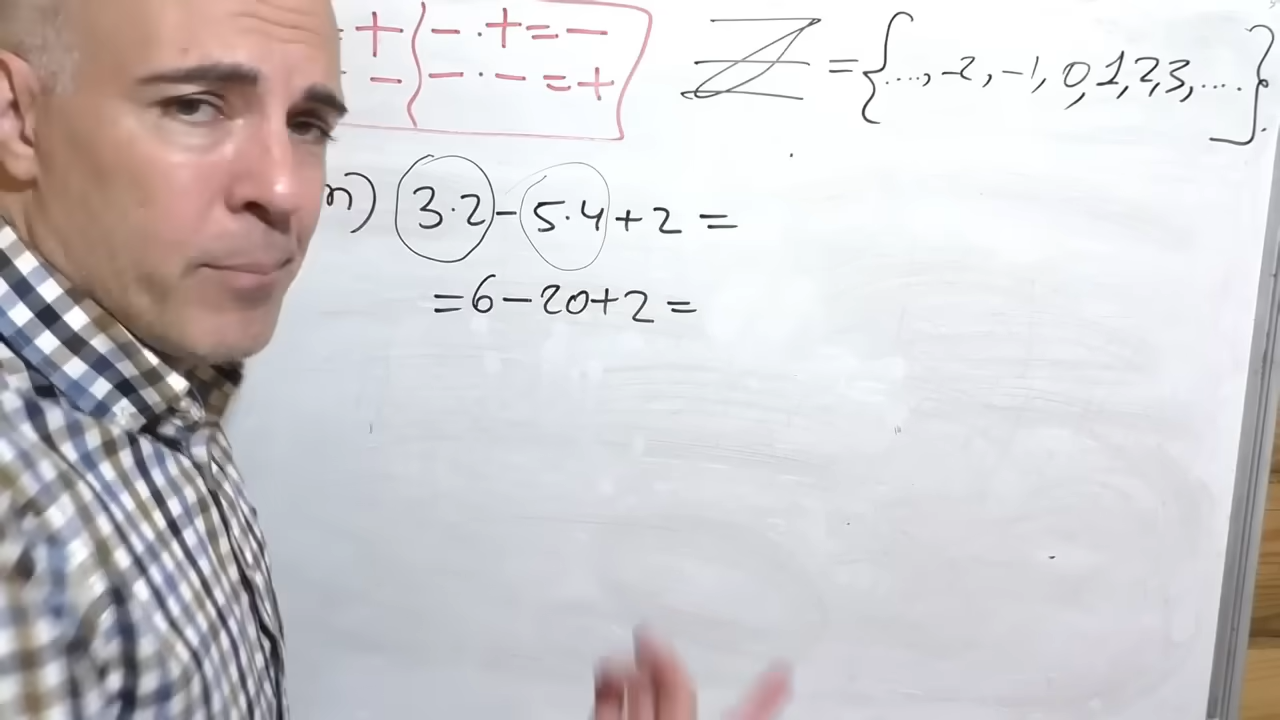 = + | - . + = -
= - | - . - = +
ℤ = {...., -2, -1, 0, 1, 2, 3, ....}
n) 3.2 - 5.4 + 2 =
= 6 - 20 + 2 =